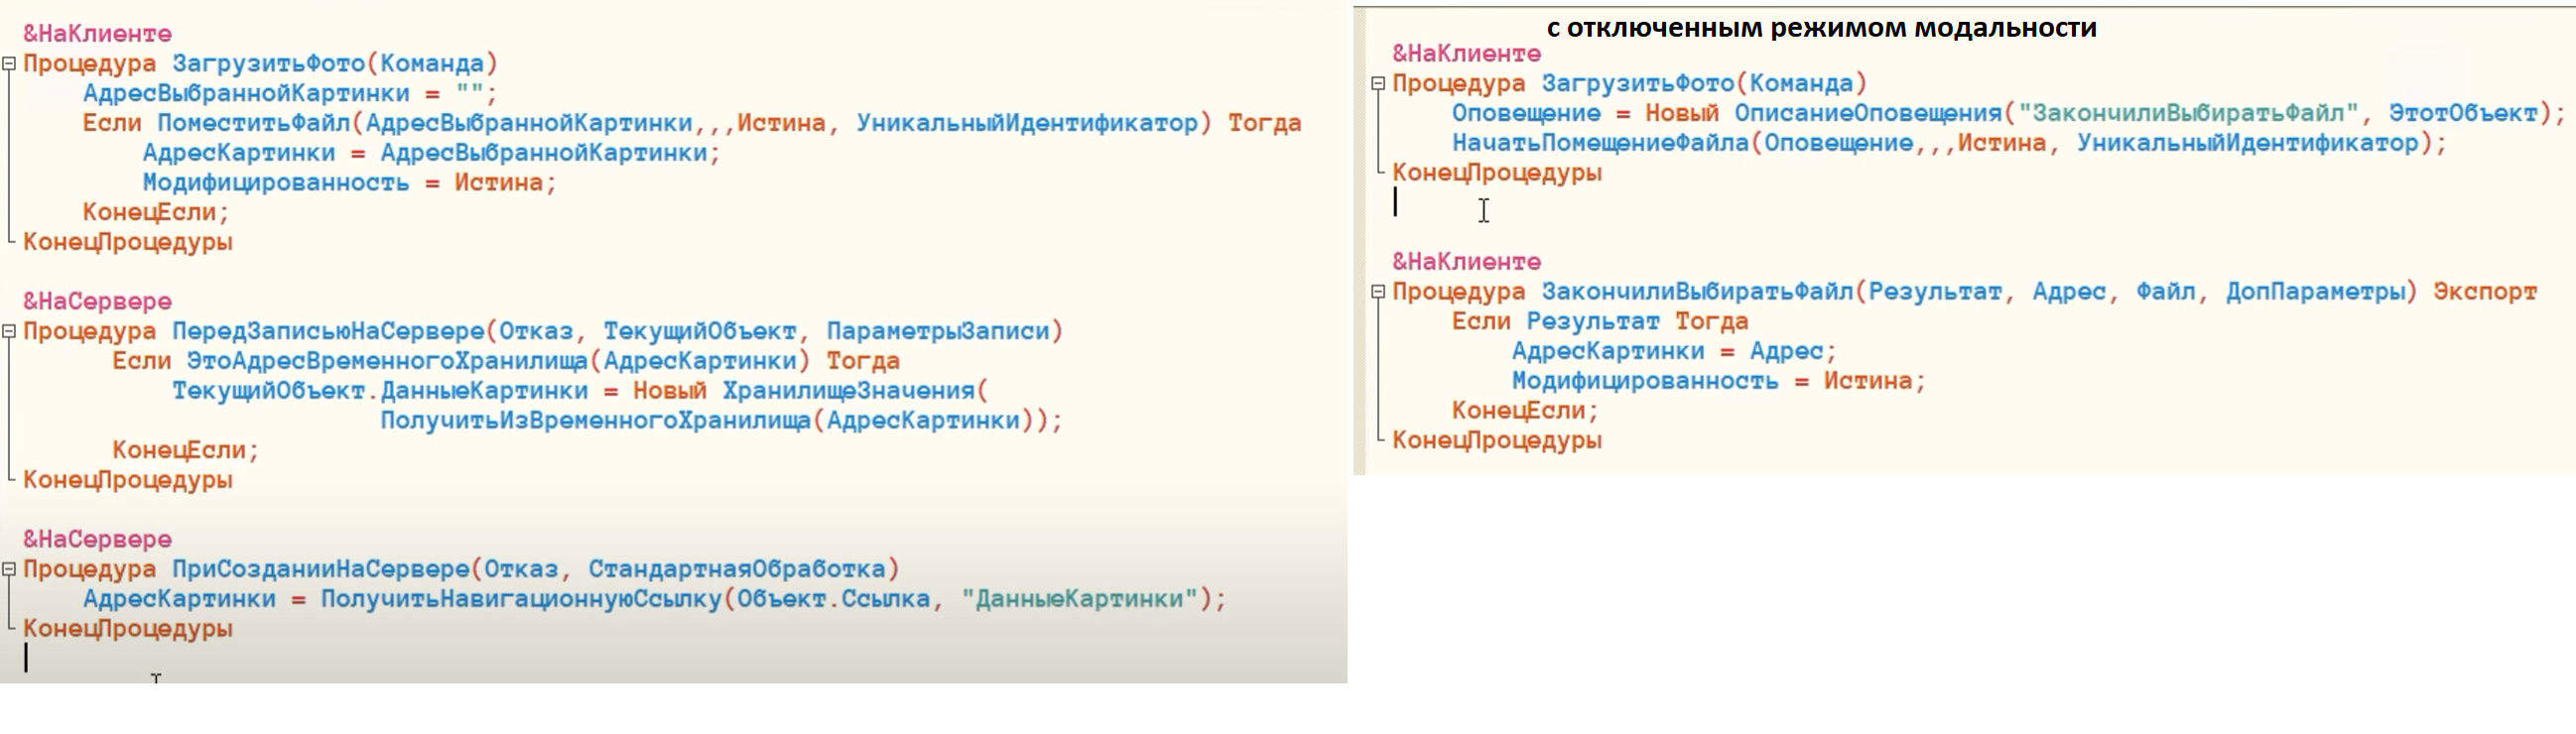 &НаКлиенте
Процедура ЗагрузитьФото(Команда)
АдресВыбраннойКартинки = "";
Если ПоместитьФайл(АдресВыбраннойКартинки,,,Истина, УникальныйИдентификатор) Тогда
АдресКартинки = АдресВыбраннойКартинки;
Модифицированность = Истина;
КонецЕсли;
КонецПроцедуры
&НаСервере
Процедура ПередЗаписьюНаСервере(Отказ, ТекущийОбъект, ПараметрыЗаписи)
Если ЭтоАдресВременногоХранилища(АдресКартинки) Тогда
ТекущийОбъект.ДанныеКартинки = Новый ХранилищеЗначения(
ПолучитьИзВременногоХранилища(АдресКартинки));
КонецЕсли;
КонецПроцедуры
&НаСервере
Процедура ПриСозданииНаСервере(Отказ, СтандартнаяОбработка)
АдресКартинки = ПолучитьНавигационнуюСсылку(Объект.Ссылка, "ДанныеКартинки");
КонецПроцедуры
с отключенным режимом модальности
&НаКлиенте
Процедура ЗагрузитьФото(Команда)
Оповещение = Новый ОписаниеОповещения("ЗакончилиВыбиратьФайл", ЭтотОбъект);
НачатьПомещениеФайла(Оповещение,,,Истина, УникальныйИдентификатор);
КонецПроцедуры
&НаКлиенте
Процедура ЗакончилиВыбиратьФайл(Результат, Адрес, Файл, ДопПараметры) Экспорт
Если Результат Тогда
АдресКартинки = Адрес;
Модифицированность = Истина;
КонецЕсли;
КонецПроцедуры